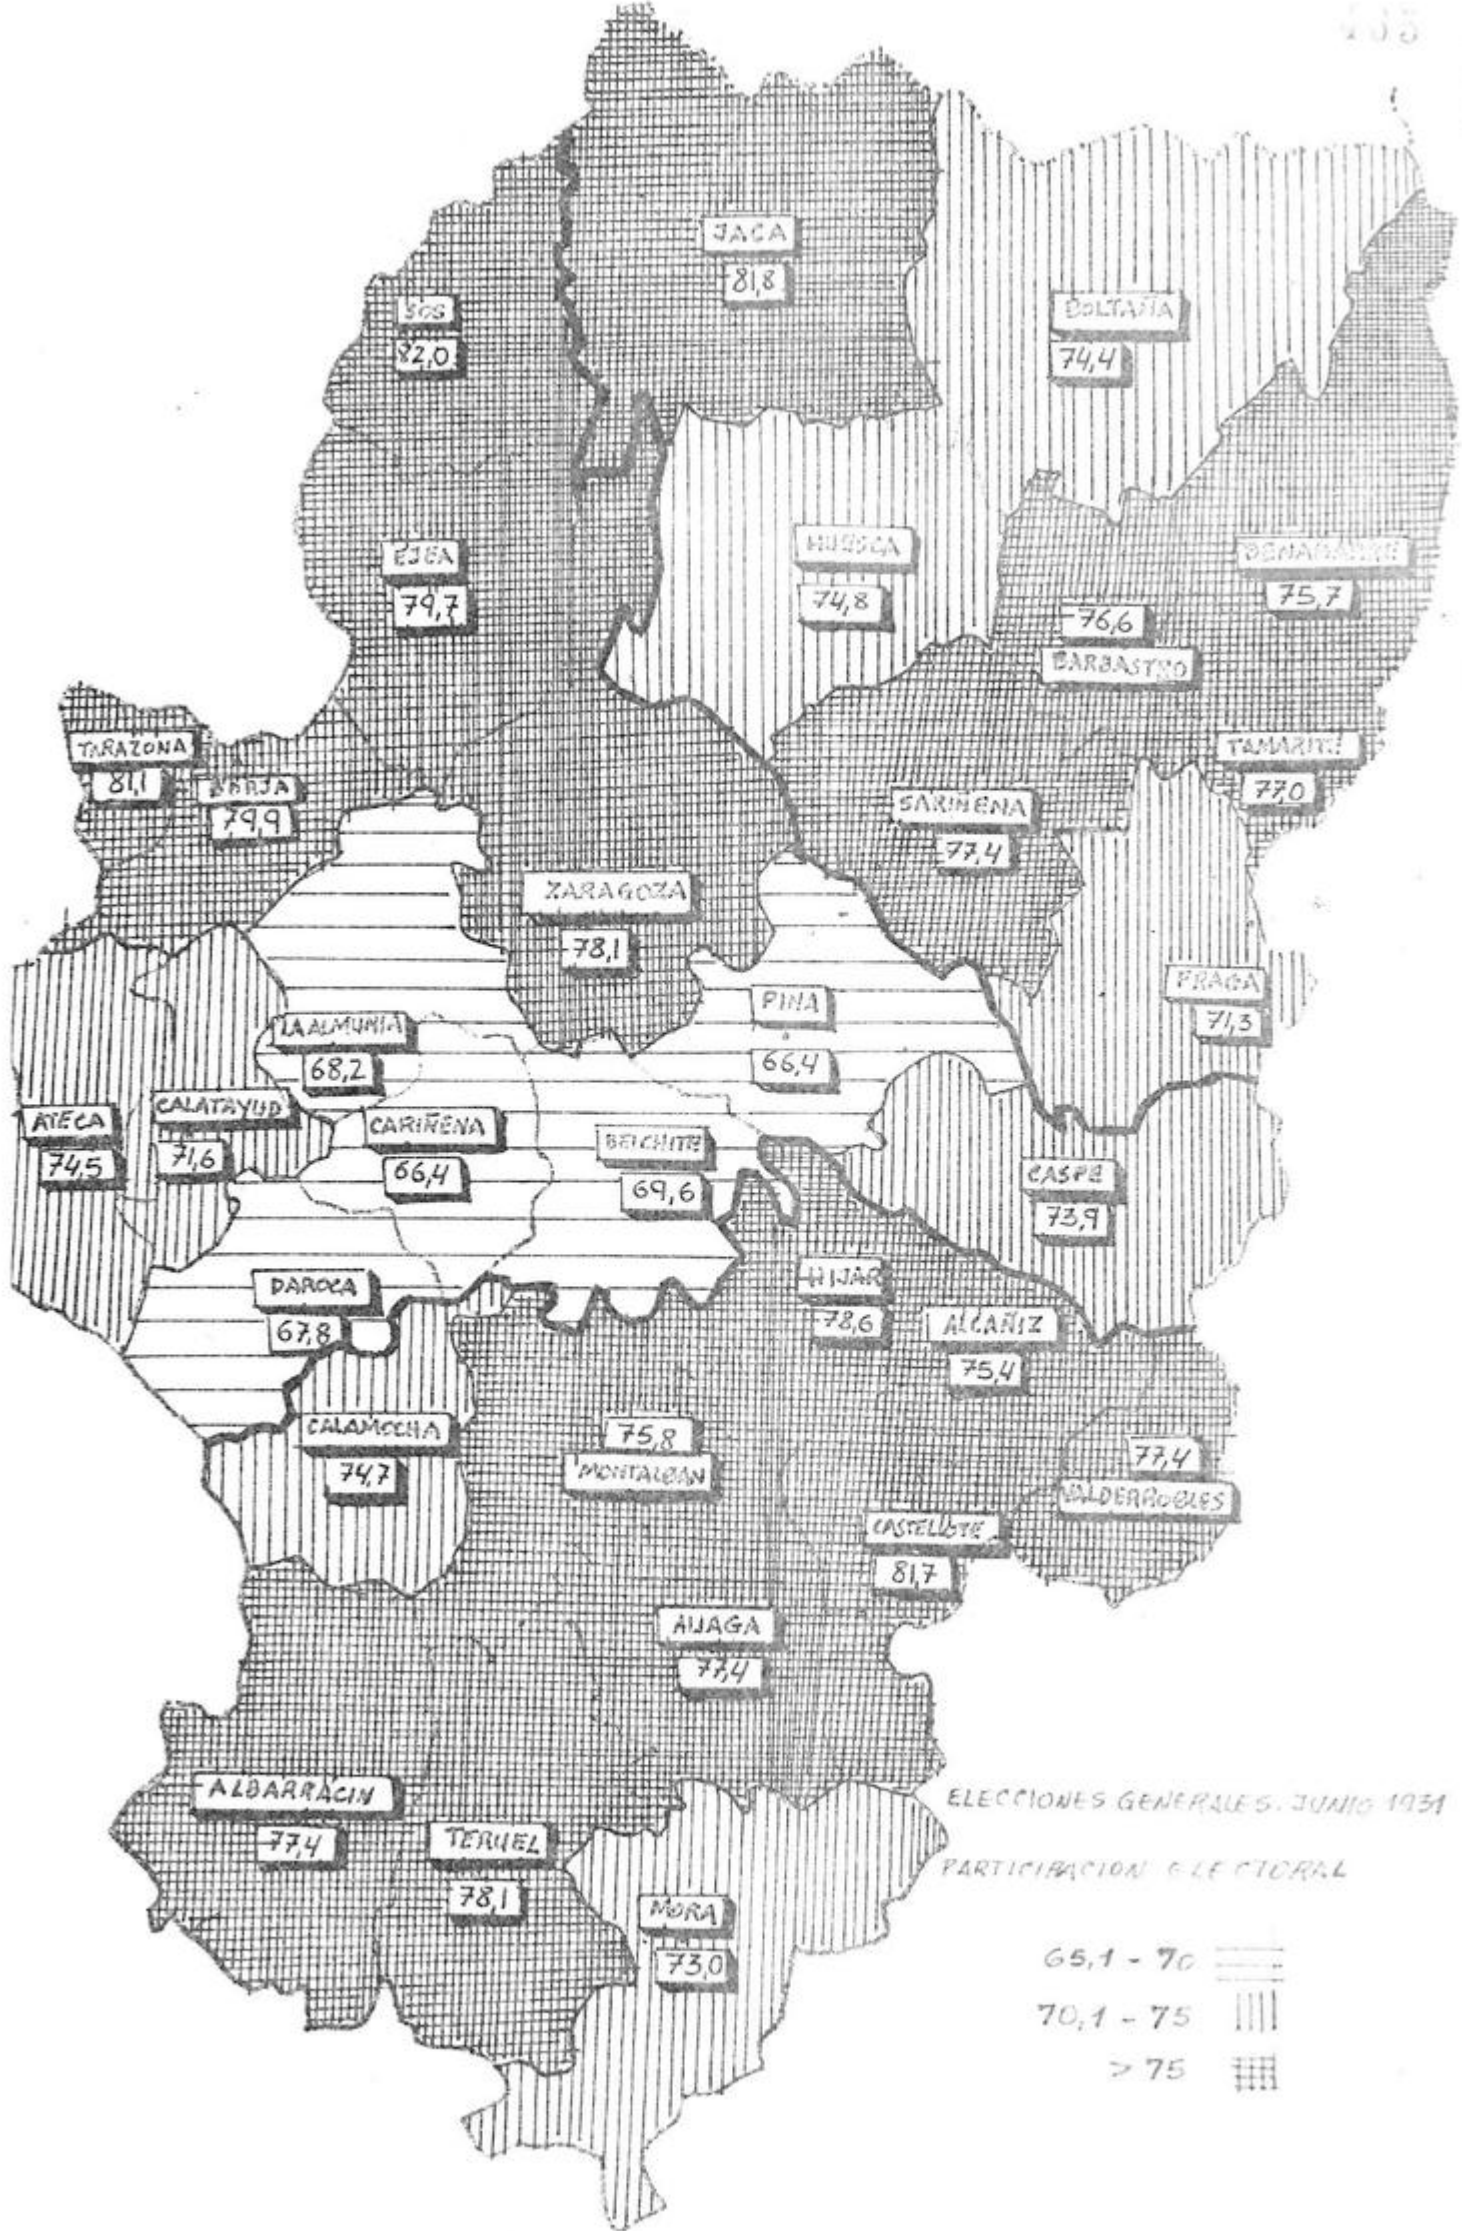 JACA
81,8
SOS
82,0
BOLTAÑA
74,4
EJEA
79,7
HUESCA
74,8
BENABARRE
75,7
76,6
BARBASTRO
TARAZONA
81,1
BORJA
79,9
TAMARITE
77,0
SARIÑENA
77,4
ZARAGOZA
78,1
FRAGA
71,3
PINA
66,4
LA ALMUNIA
68,2
ATECA
74,5
CALATAYUD
71,6
CARIÑENA
66,4
BELCHITE
69,6
CASPE
73,9
DAROCA
67,8
HIJAR
78,6
ALCAÑIZ
75,4
CALAMOCHA
74,7
75,8
MONTALBAN
77,4
VALDERROBLES
CASTELLOTE
81,7
ALIAGA
77,4
ALBARRACIN
77,4
TERUEL
78,1
MORA
73,0
ELECCIONES GENERALES. JUNIO 1931
PARTICIPACION ELECTORAL
65,1 - 70
70,1 - 75
> 75